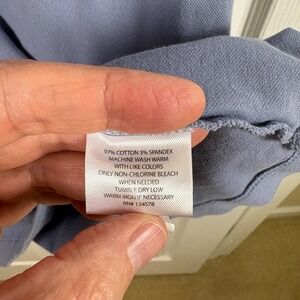 97% COTTON 3% SPANDEX
MACHINE WASH WARM
WITH LIKE COLORS
ONLY NON-CHLORINE BLEACH
WHEN NEEDED
TUMBLE DRY LOW
WARM IRON IF NECESSARY
RN# 134578